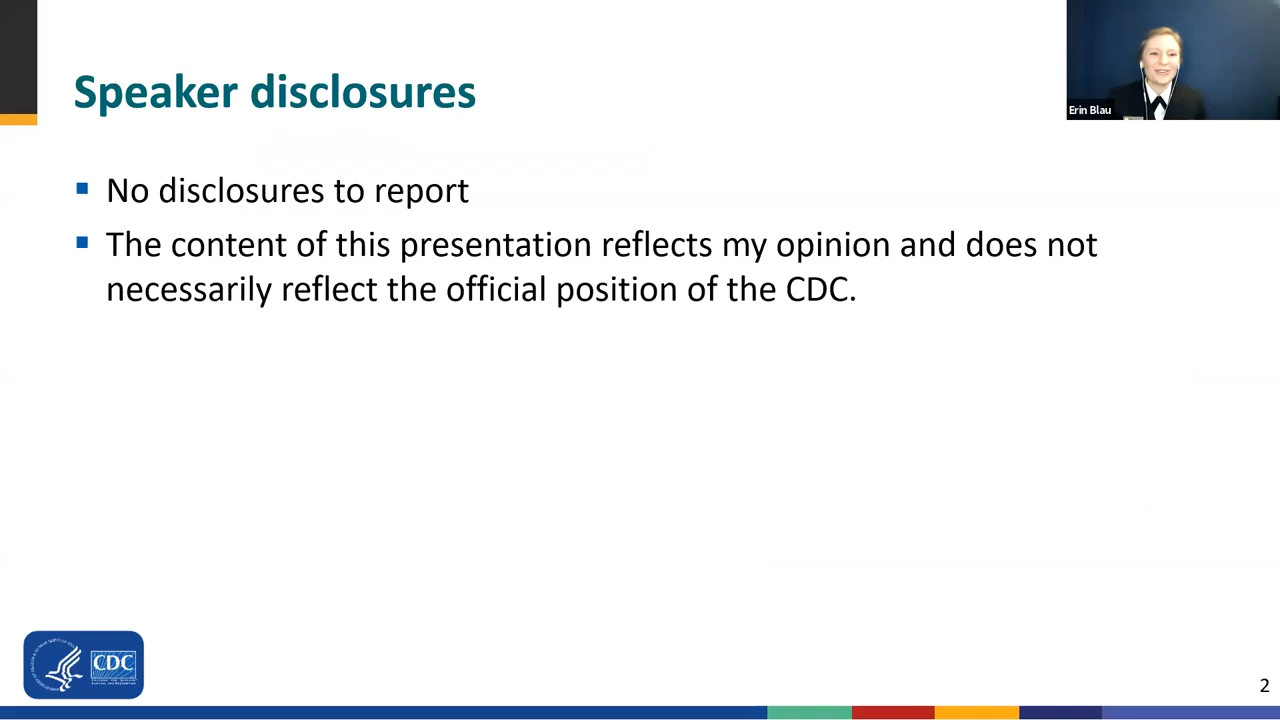 Speaker disclosures
Erin Blau
No disclosures to report
The content of this presentation reflects my opinion and does not
necessarily reflect the official position of the CDC.
CDC
2